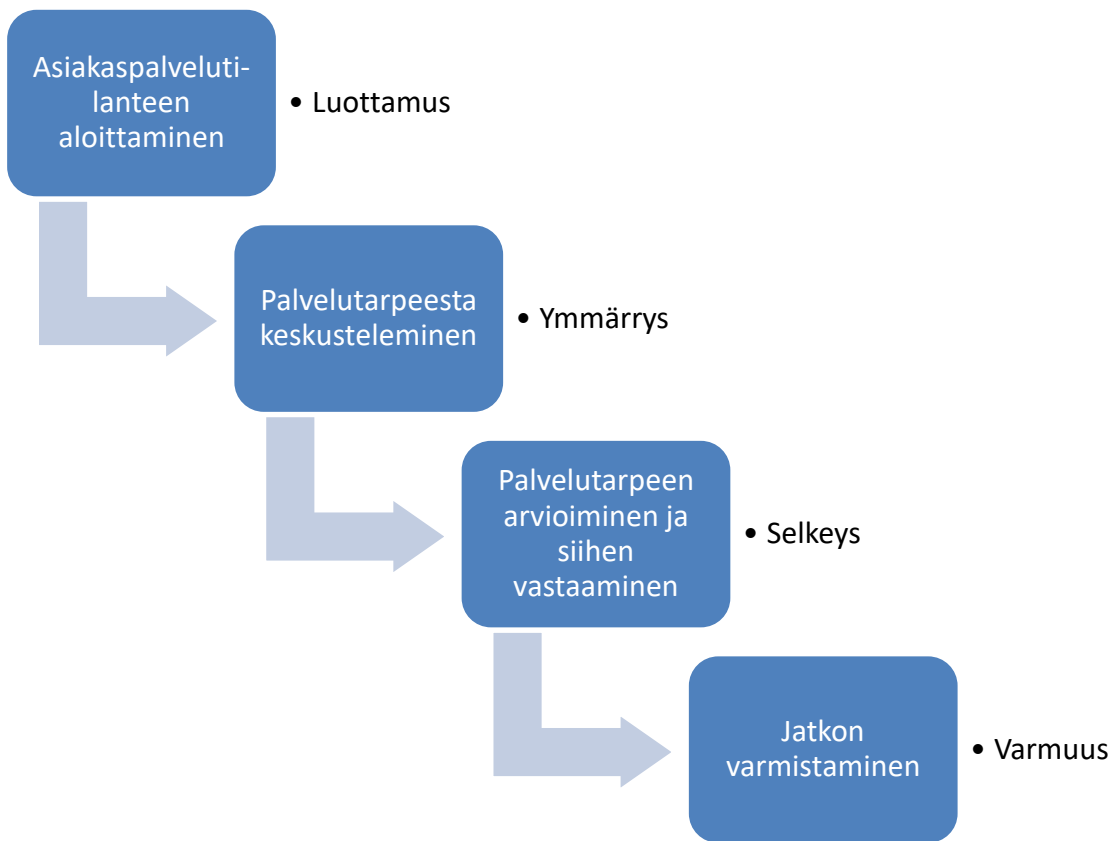 Asiakaspalveluti-
lanteen
aloittaminen
• Luottamus
Palvelutarpeesta
keskusteleminen
• Ymmärrys
Palvelutarpeen
arvioiminen ja
siihen
vastaaminen
• Selkeys
Jatkon
varmistaminen
• Varmuus